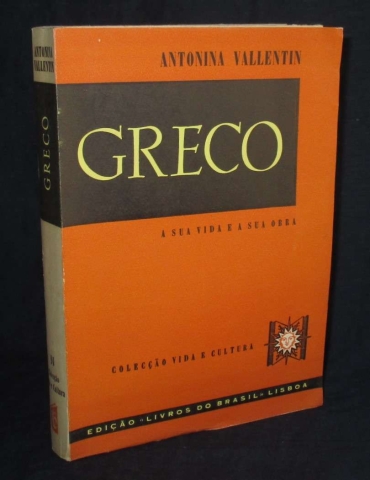 ANTONINA VALLENTIN
GRECO
A SUA VIDA E A SUA OBRA
COLECÇÃO VIDA E CULTURA
EDIÇÃO "LIVROS DO BRASIL" LISBOA
ANTONINA
VALLENTIN
GRECO